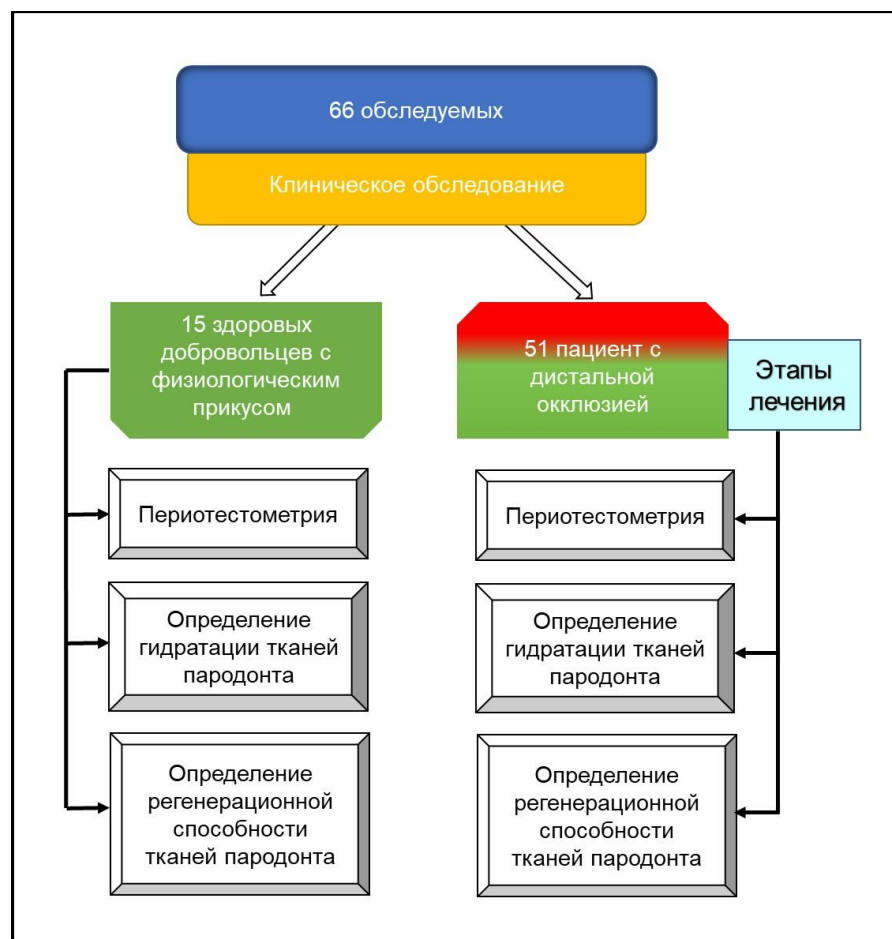 66 обследуемых
Клиническое обследование
15 здоровых
добровольцев с
физиологическим
прикусом
51 пациент с
дистальной
окклюзией
Этапы
лечения
Периотестометрия
Определение
гидратации тканей
пародонта
Определение
регенерационной
способности
тканей пародонта
Периотестометрия
Определение
гидратации тканей
пародонта
Определение
регенерационной
способности
тканей пародонта